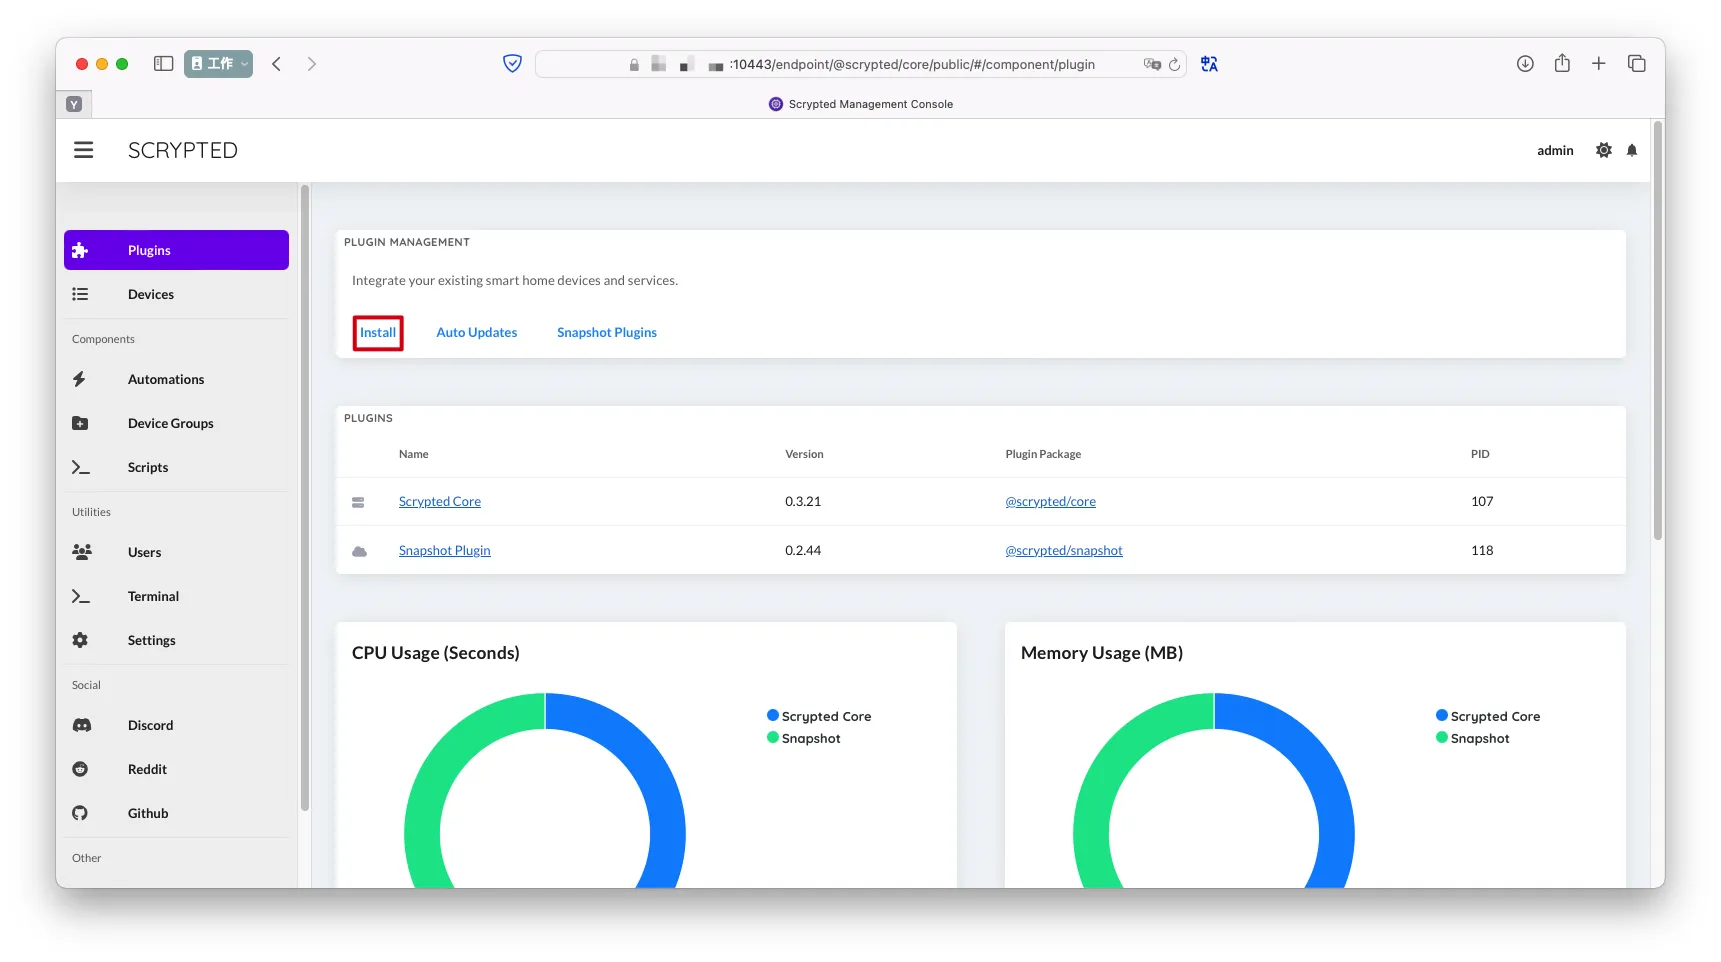 工作
:10443/endpoint/@scrypted/core/public/#/component/plugin
Y
Scrypted Management Console
SCRYPTED
admin
Plugins
Devices
Components
Automations
Device Groups
Scripts
Utilities
Users
Terminal
Settings
Social
Discord
Reddit
Github
Other
PLUGIN MANAGEMENT
Integrate your existing smart home devices and services.
Install Auto Updates Snapshot Plugins
PLUGINS
Name Version Plugin Package PID
Scrypted Core 0.3.21 @scrypted/core 107
Snapshot Plugin 0.2.44 @scrypted/snapshot 118
CPU Usage (Seconds)
Scrypted Core
Snapshot
Memory Usage (MB)
Scrypted Core
Snapshot